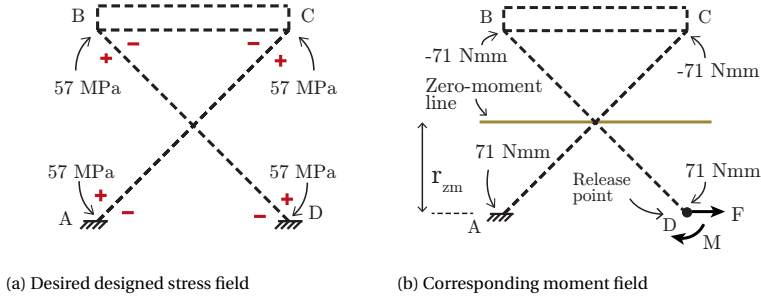 B
C
57 MPa
57 MPa
57 MPa
57 MPa
A
D
+ −
− +
+ −
− +
(a) Desired designed stress field
B
C
-71 Nmm
-71 Nmm
Zero-moment
line
r_zm
71 Nmm
71 Nmm
Release
point
A
D
F
M
(b) Corresponding moment field